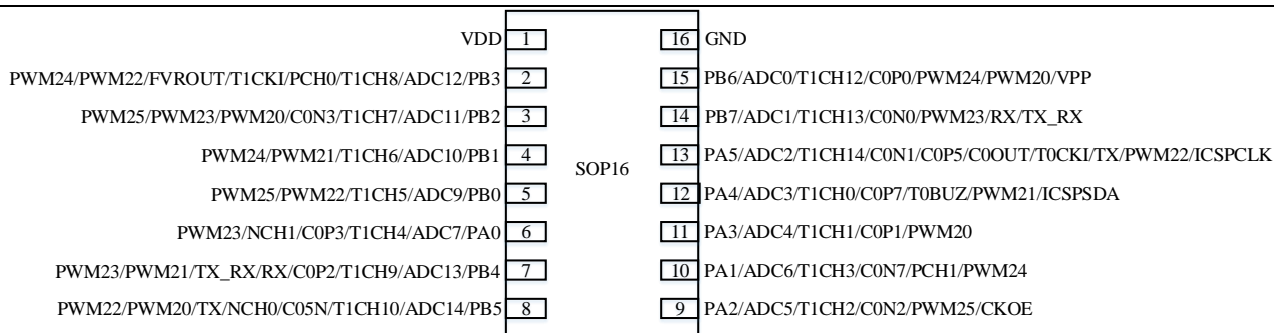 VDD 1 16 GND
PWM24/PWM22/FVROUT/T1CKI/PCH0/T1CH8/ADC12/PB3 2 15 PB6/ADC0/T1CH12/C0P0/PWM24/PWM20/VPP
PWM25/PWM23/PWM20/C0N3/T1CH7/ADC11/PB2 3 14 PB7/ADC1/T1CH13/C0N0/PWM23/RX/TX_RX
PWM24/PWM21/T1CH6/ADC10/PB1 4 13 PA5/ADC2/T1CH14/C0N1/C0P5/C0OUT/T0CKI/TX/PWM22/ICSPCLK
SOP16
PWM25/PWM22/T1CH5/ADC9/PB0 5 12 PA4/ADC3/T1CH0/C0P7/T0BUZ/PWM21/ICSPSDA
PWM23/NCH1/C0P3/T1CH4/ADC7/PA0 6 11 PA3/ADC4/T1CH1/C0P1/PWM20
PWM23/PWM21/TX_RX/RX/C0P2/T1CH9/ADC13/PB4 7 10 PA1/ADC6/T1CH3/C0N7/PCH1/PWM24
PWM22/PWM20/TX/NCH0/C05N/T1CH10/ADC14/PB5 8 9 PA2/ADC5/T1CH2/C0N2/PWM25/CKOE